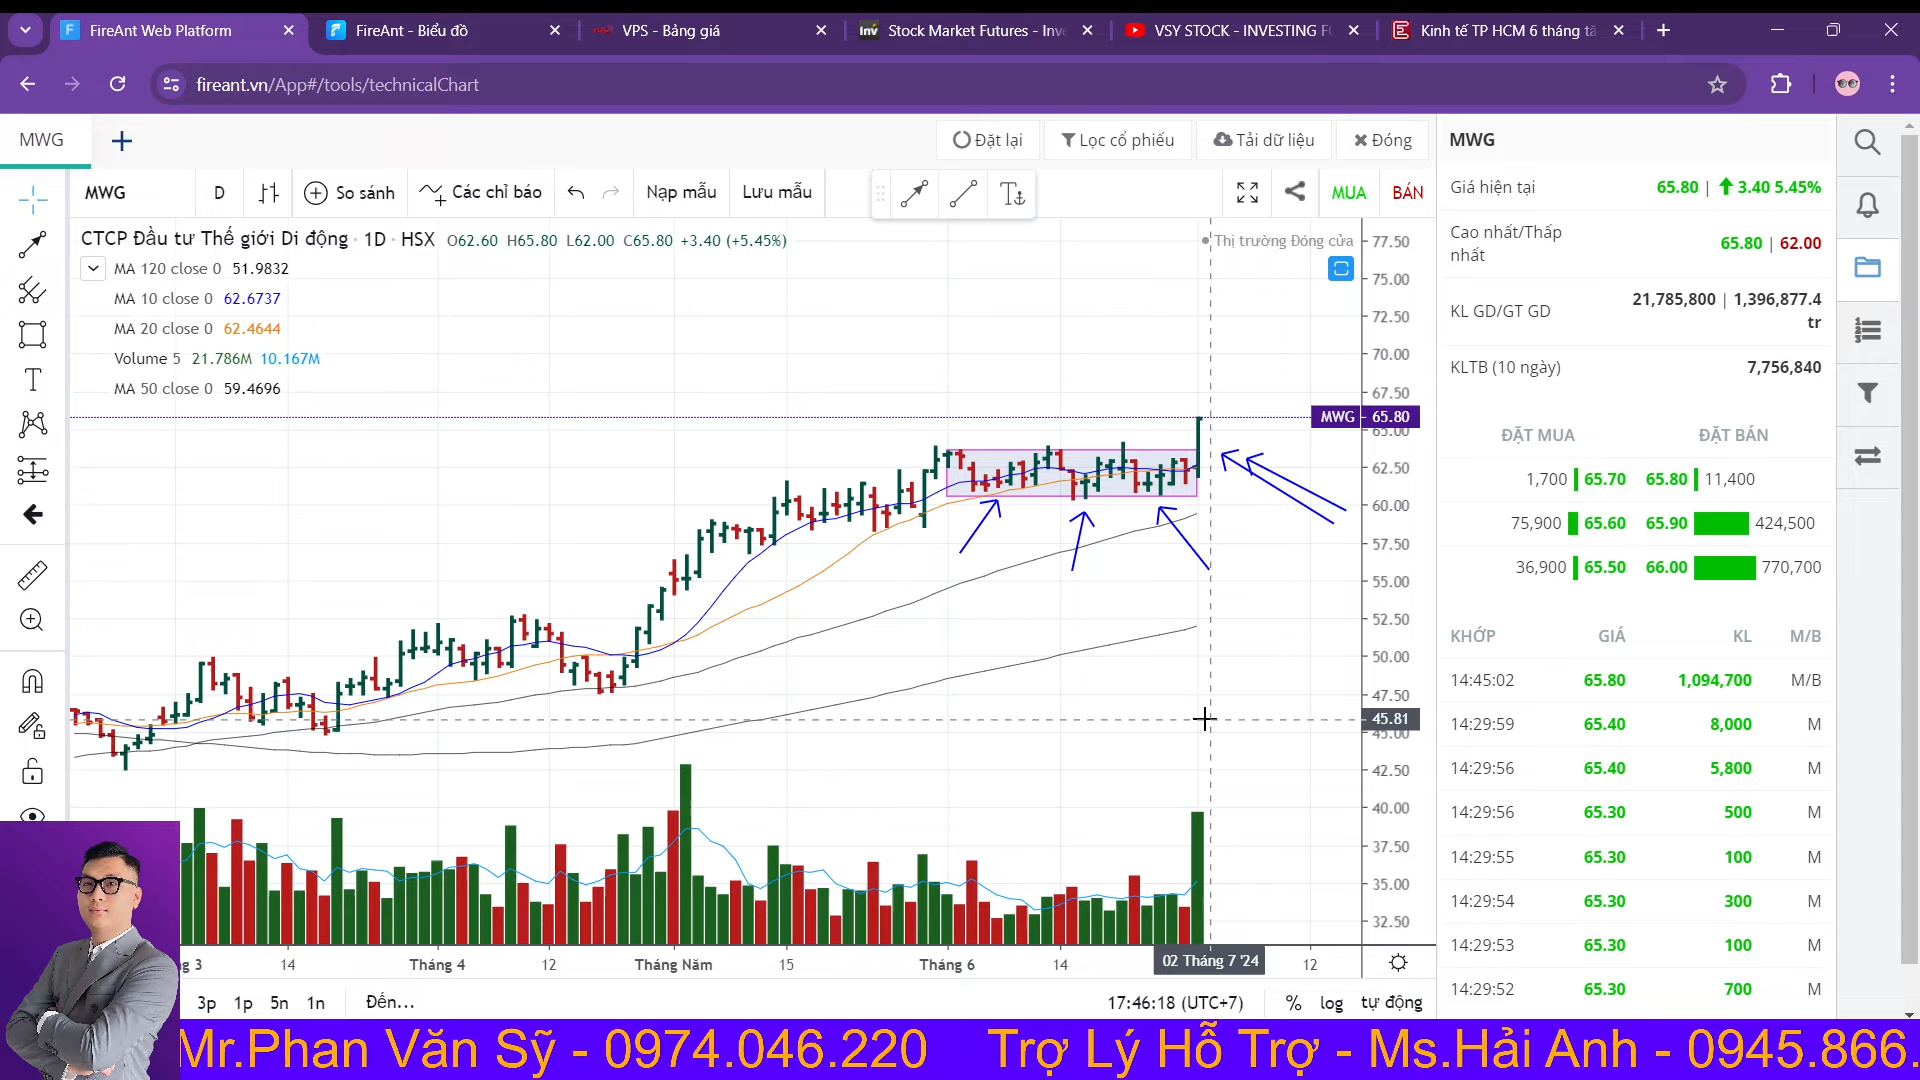 FireAnt Web Platform
FireAnt - Biểu đồ
VPS - Bảng giá
Stock Market Futures - Inv
VSY STOCK - INVESTING F
Kinh tế TP HCM 6 tháng tă
fireant.vn/App#/tools/technicalChart
MWG
Đặt lại
Lọc cổ phiếu
Tải dữ liệu
Đóng
MWG
D
So sánh
Các chỉ báo
Nạp mẫu
Lưu mẫu
MUA
BÁN
CTCP Đầu tư Thế giới Di động · 1D · HSX O62.60 H65.80 L62.00 C65.80 +3.40 (+5.45%)
Thị trường Đóng cửa
MA 120 close 0 51.9832
MA 10 close 0 62.6737
MA 20 close 0 62.4644
Volume 5 21.786M 10.167M
MA 50 close 0 59.4696
77.50
75.00
72.50
70.00
67.50
MWG 65.80
65.00
62.50
60.00
57.50
55.00
52.50
50.00
47.50
45.81
45.00
42.50
40.00
37.50
35.00
32.50
g 3
14
Tháng 4
12
Tháng Năm
15
Tháng 6
14
02 Tháng 7 '24
12
3p 1p 5n 1n Đến...
17:46:18 (UTC+7) % log tự động
MWG
Giá hiện tại 65.80 | 3.40 5.45%
Cao nhất/Thấp nhất 65.80 | 62.00
KL GD/GT GD 21,785,800 | 1,396,877.4 tr
KLTB (10 ngày) 7,756,840
ĐẶT MUA ĐẶT BÁN
1,700 65.70 65.80 11,400
75,900 65.60 65.90 424,500
36,900 65.50 66.00 770,700
KHỚP GIÁ KL M/B
14:45:02 65.80 1,094,700 M/B
14:29:59 65.40 8,000 M
14:29:56 65.40 5,800 M
14:29:56 65.30 500 M
14:29:55 65.30 100 M
14:29:54 65.30 300 M
14:29:53 65.30 100 M
14:29:52 65.30 700 M
Mr.Phan Văn Sỹ - 0974.046.220 Trợ Lý Hỗ Trợ - Ms.Hải Anh - 0945.866.